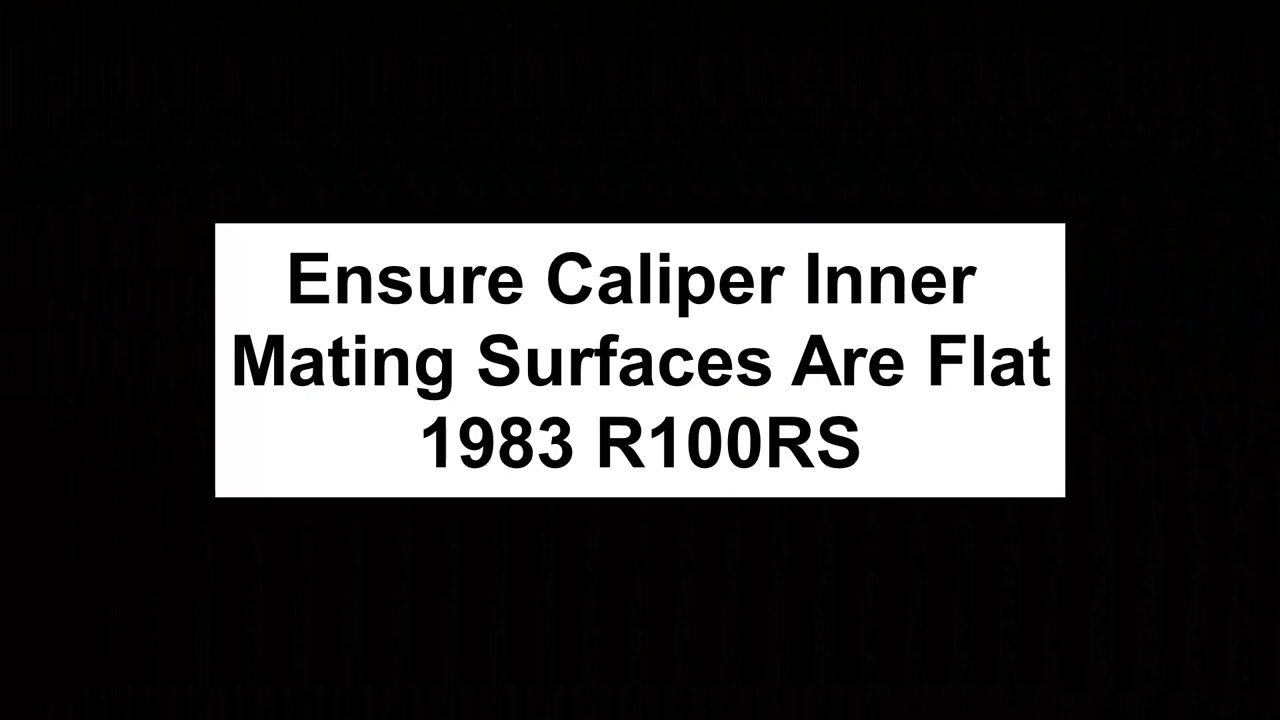 Ensure Caliper Inner
Mating Surfaces Are Flat
1983 R100RS